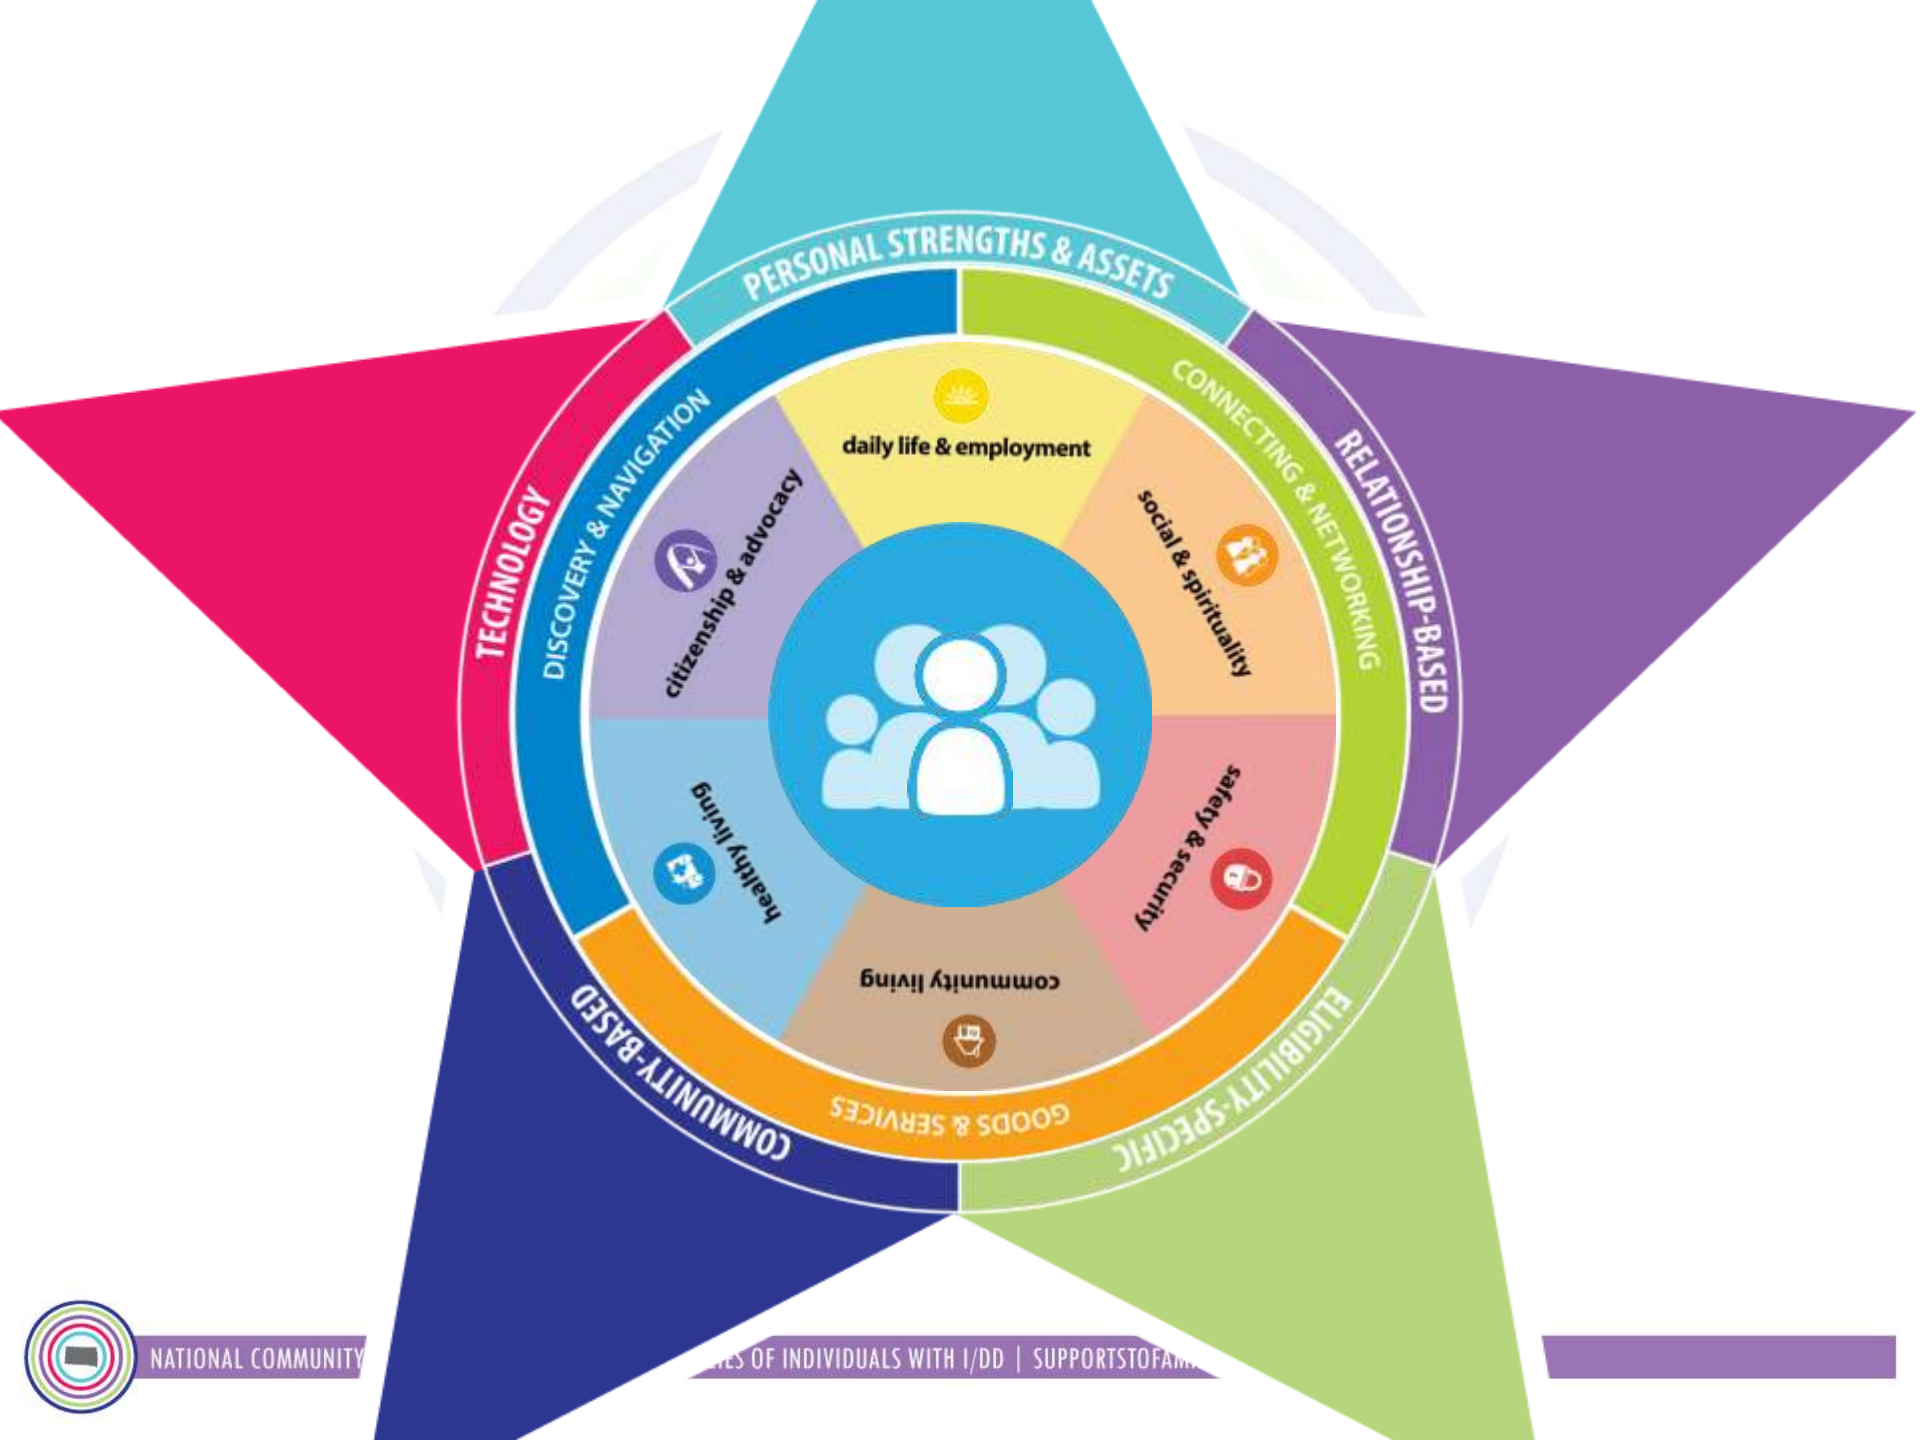 PERSONAL STRENGTHS & ASSETS
RELATIONSHIP-BASED
ELIGIBILITY-SPECIFIC
COMMUNITY-BASED
TECHNOLOGY
DISCOVERY & NAVIGATION
CONNECTING & NETWORKING
GOODS & SERVICES
daily life & employment
social & spirituality
safety & security
community living
healthy living
citizenship & advocacy
NATIONAL COMMUNITY OF INDIVIDUALS WITH I/DD |